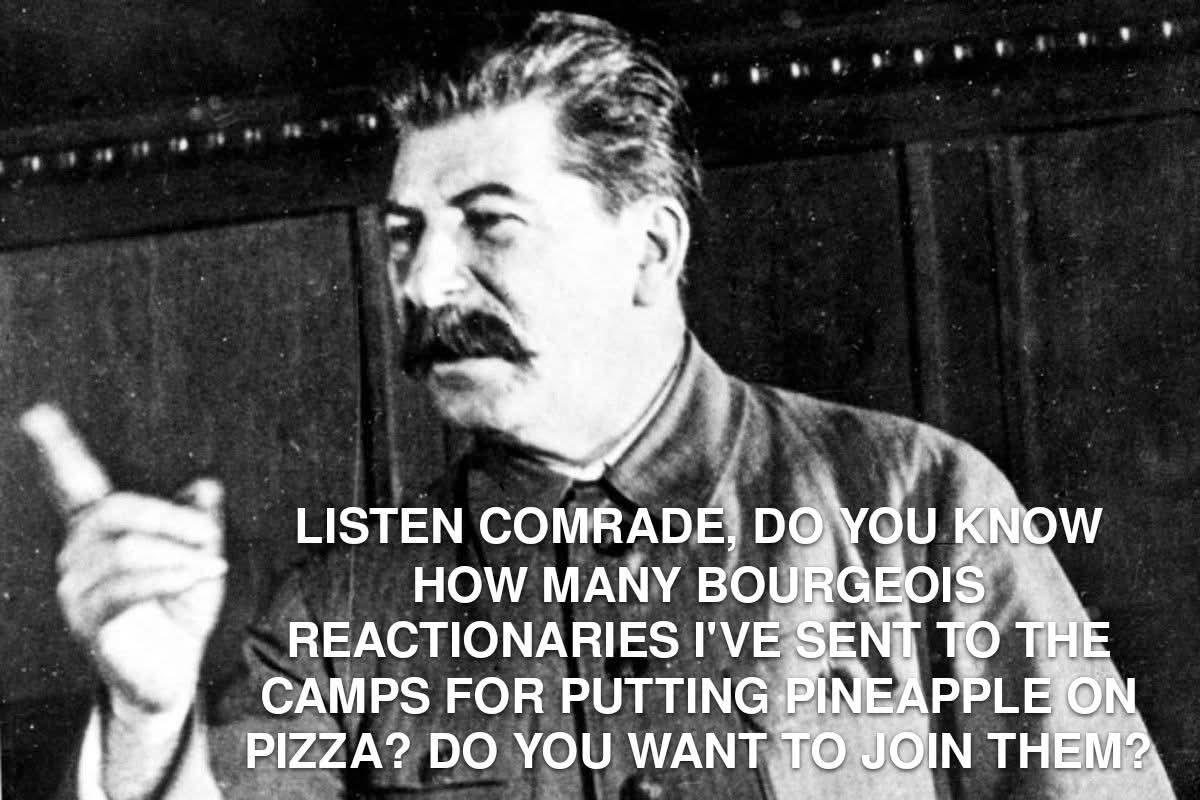 LISTEN COMRADE, DO YOU KNOW
HOW MANY BOURGEOIS
REACTIONARIES I'VE SENT TO THE
CAMPS FOR PUTTING PINEAPPLE ON
PIZZA? DO YOU WANT TO JOIN THEM?